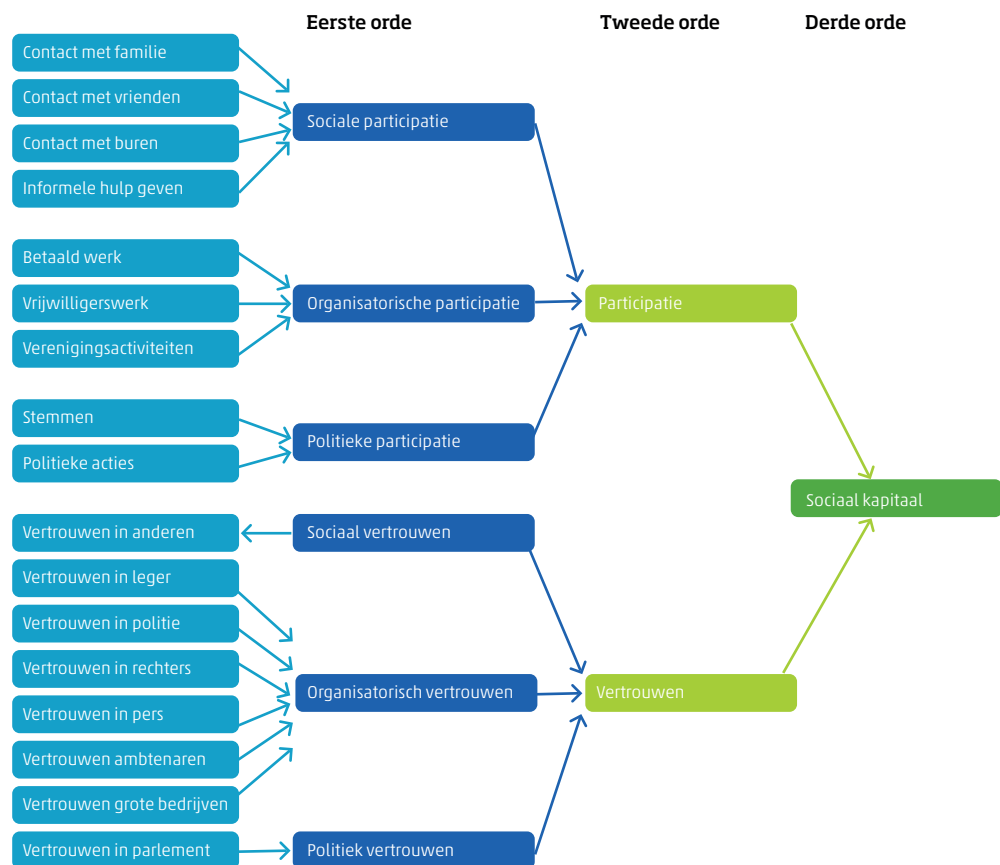 Eerste orde
Tweede orde
Derde orde
Contact met familie
Contact met vrienden
Contact met buren
Informele hulp geven
Sociale participatie
Betaald werk
Vrijwilligerswerk
Verenigingsactiviteiten
Organisatorische participatie
Participatie
Stemmen
Politieke acties
Politieke participatie
Sociaal kapitaal
Vertrouwen in anderen
Sociaal vertrouwen
Vertrouwen in leger
Vertrouwen in politie
Vertrouwen in rechters
Vertrouwen in pers
Vertrouwen ambtenaren
Vertrouwen grote bedrijven
Organisatorisch vertrouwen
Vertrouwen
Vertrouwen in parlement
Politiek vertrouwen